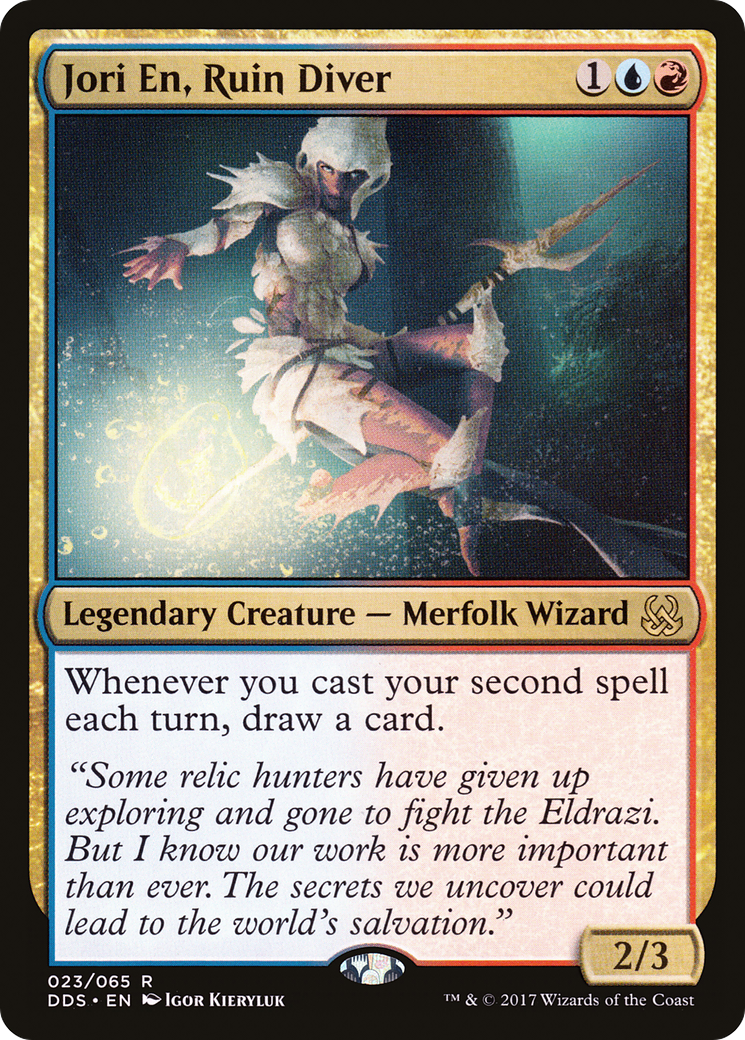 Jori En, Ruin Diver 1
Legendary Creature — Merfolk Wizard
Whenever you cast your second spell
each turn, draw a card.
“Some relic hunters have given up
exploring and gone to fight the Eldrazi.
But I know our work is more important
than ever. The secrets we uncover could
lead to the world’s salvation.”
2/3
023/065 R
DDS • EN Igor Kieryluk
™ & © 2017 Wizards of the Coast